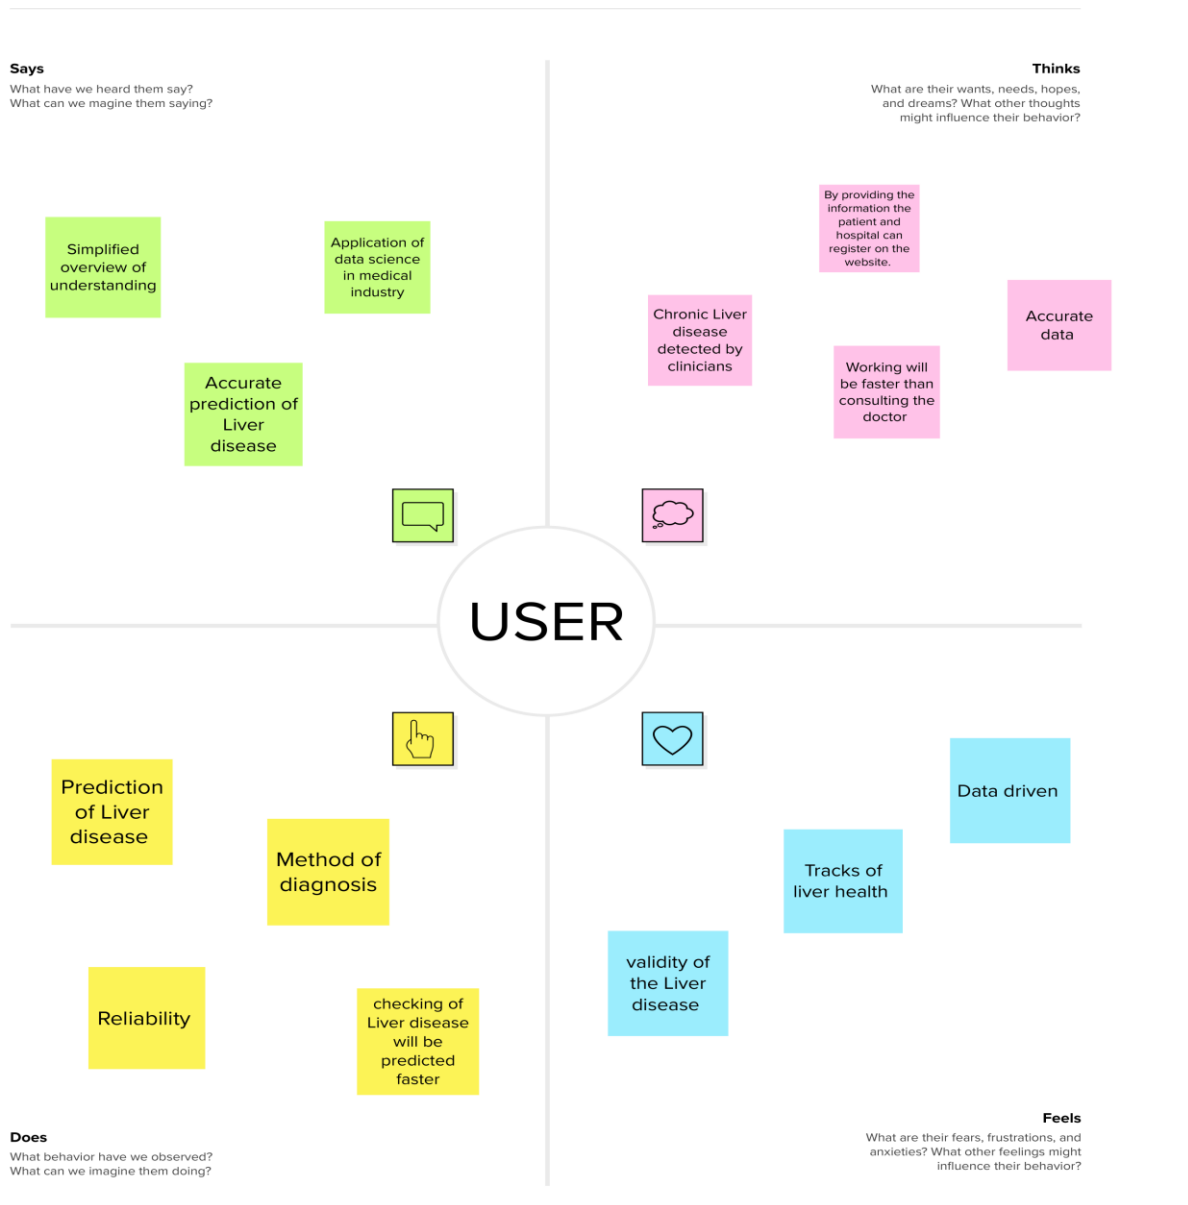 Says
What have we heard them say?
What can we magine them saying?
Thinks
What are their wants, needs, hopes,
and dreams? What other thoughts
might influence their behavior?
Simplified
overview of
understanding
Application of
data science
in medical
industry
Accurate
prediction of
Liver
disease
By providing the
information the
patient and
hospital can
register on the
website.
Chronic Liver
disease
detected by
clinicians
Working will
be faster than
consulting the
doctor
Accurate
data
USER
Prediction
of Liver
disease
Method of
diagnosis
Reliability
checking of
Liver disease
will be
predicted
faster
Data driven
Tracks of
liver health
validity of
the Liver
disease
Does
What behavior have we observed?
What can we imagine them doing?
Feels
What are their fears, frustrations, and
anxieties? What other feelings might
influence their behavior?